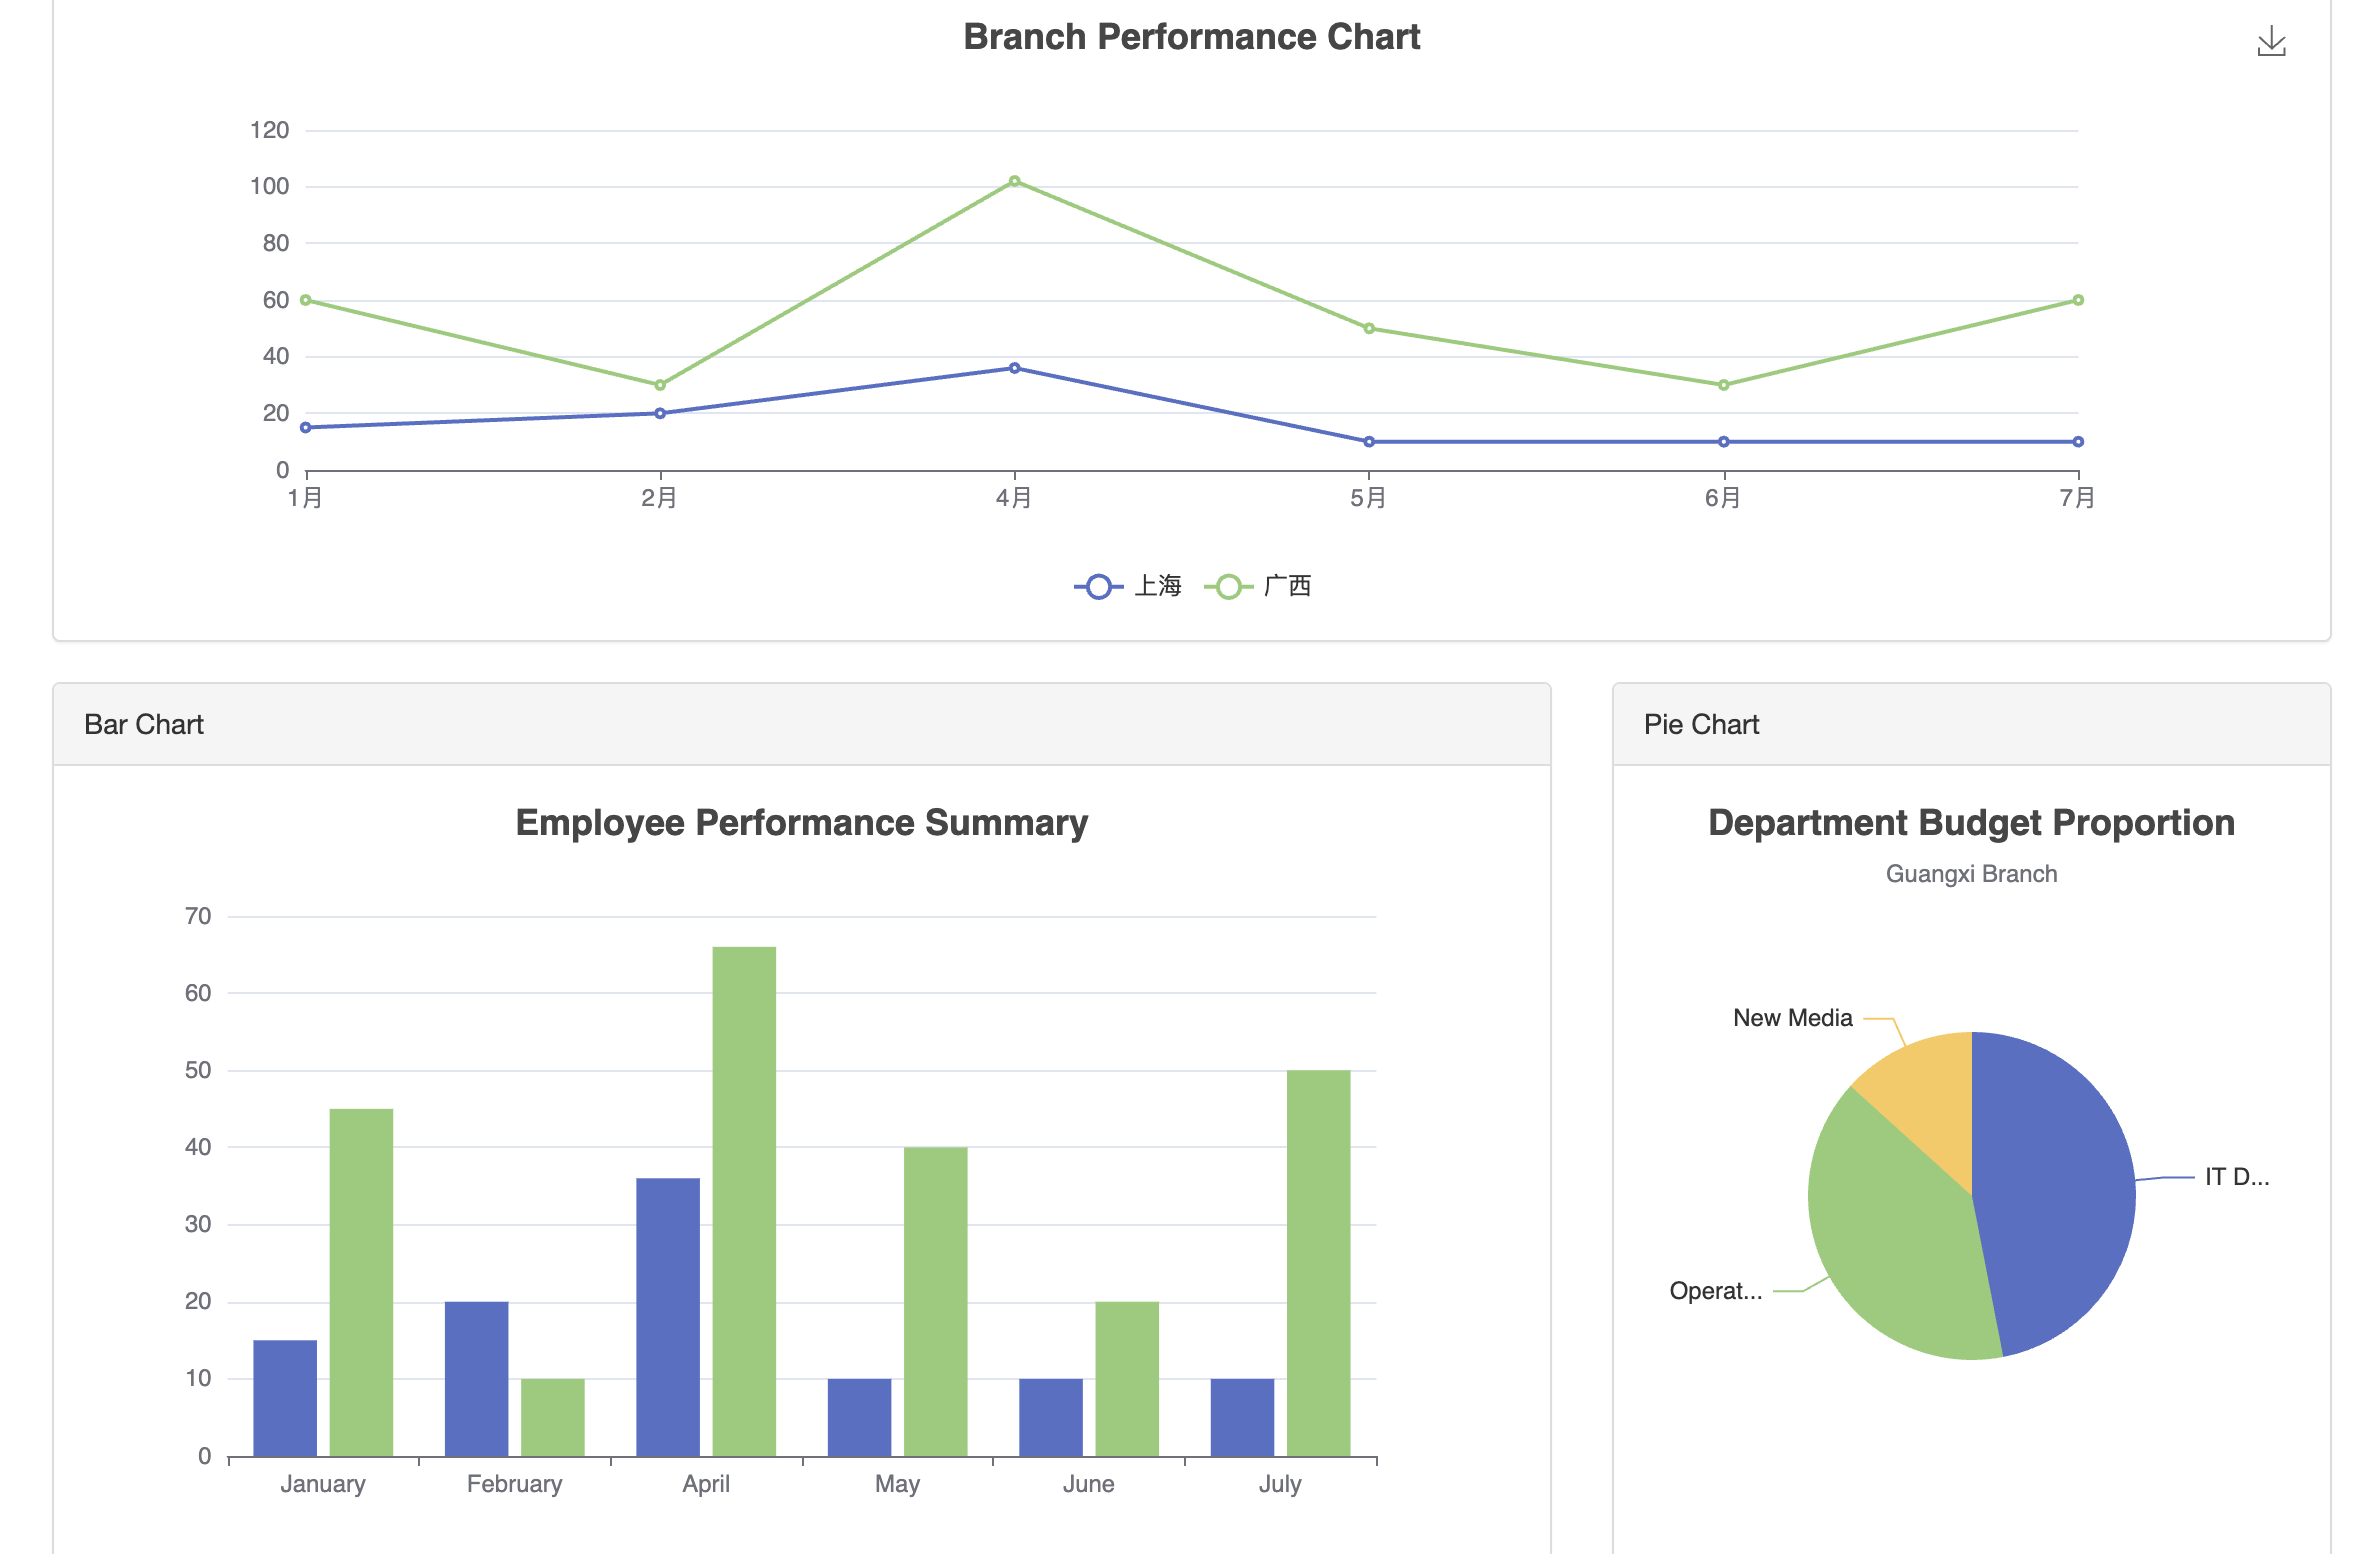 Branch Performance Chart
120
100
80
60
40
20
0
1月 2月 4月 5月 6月 7月
上海 广西
Bar Chart
Employee Performance Summary
70
60
50
40
30
20
10
0
January February April May June July
Pie Chart
Department Budget Proportion
Guangxi Branch
New Media
IT D...
Operat...